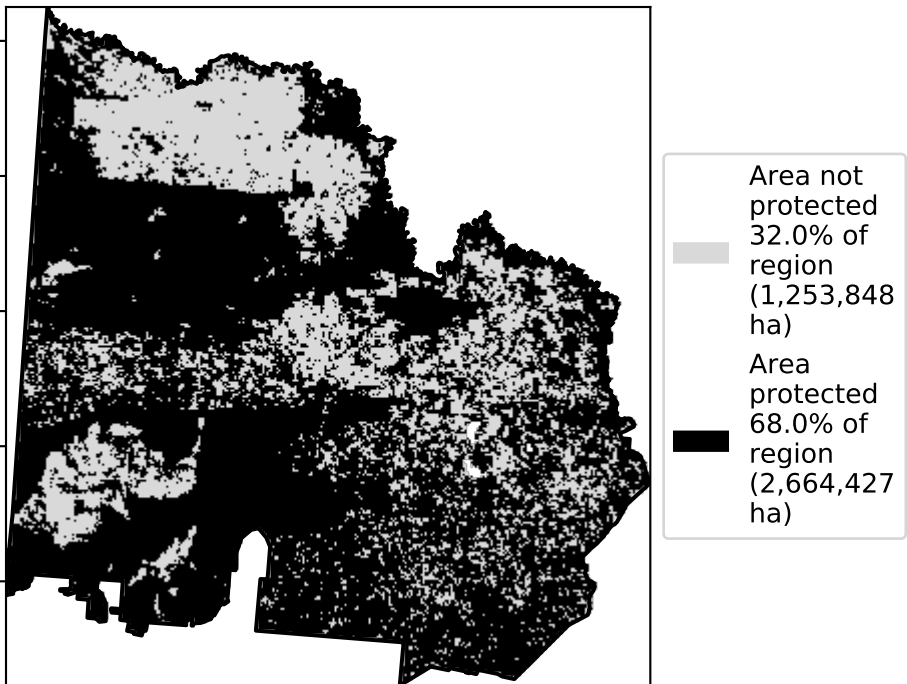 Area not
protected
32.0% of
region
(1,253,848
ha)
Area
protected
68.0% of
region
(2,664,427
ha)